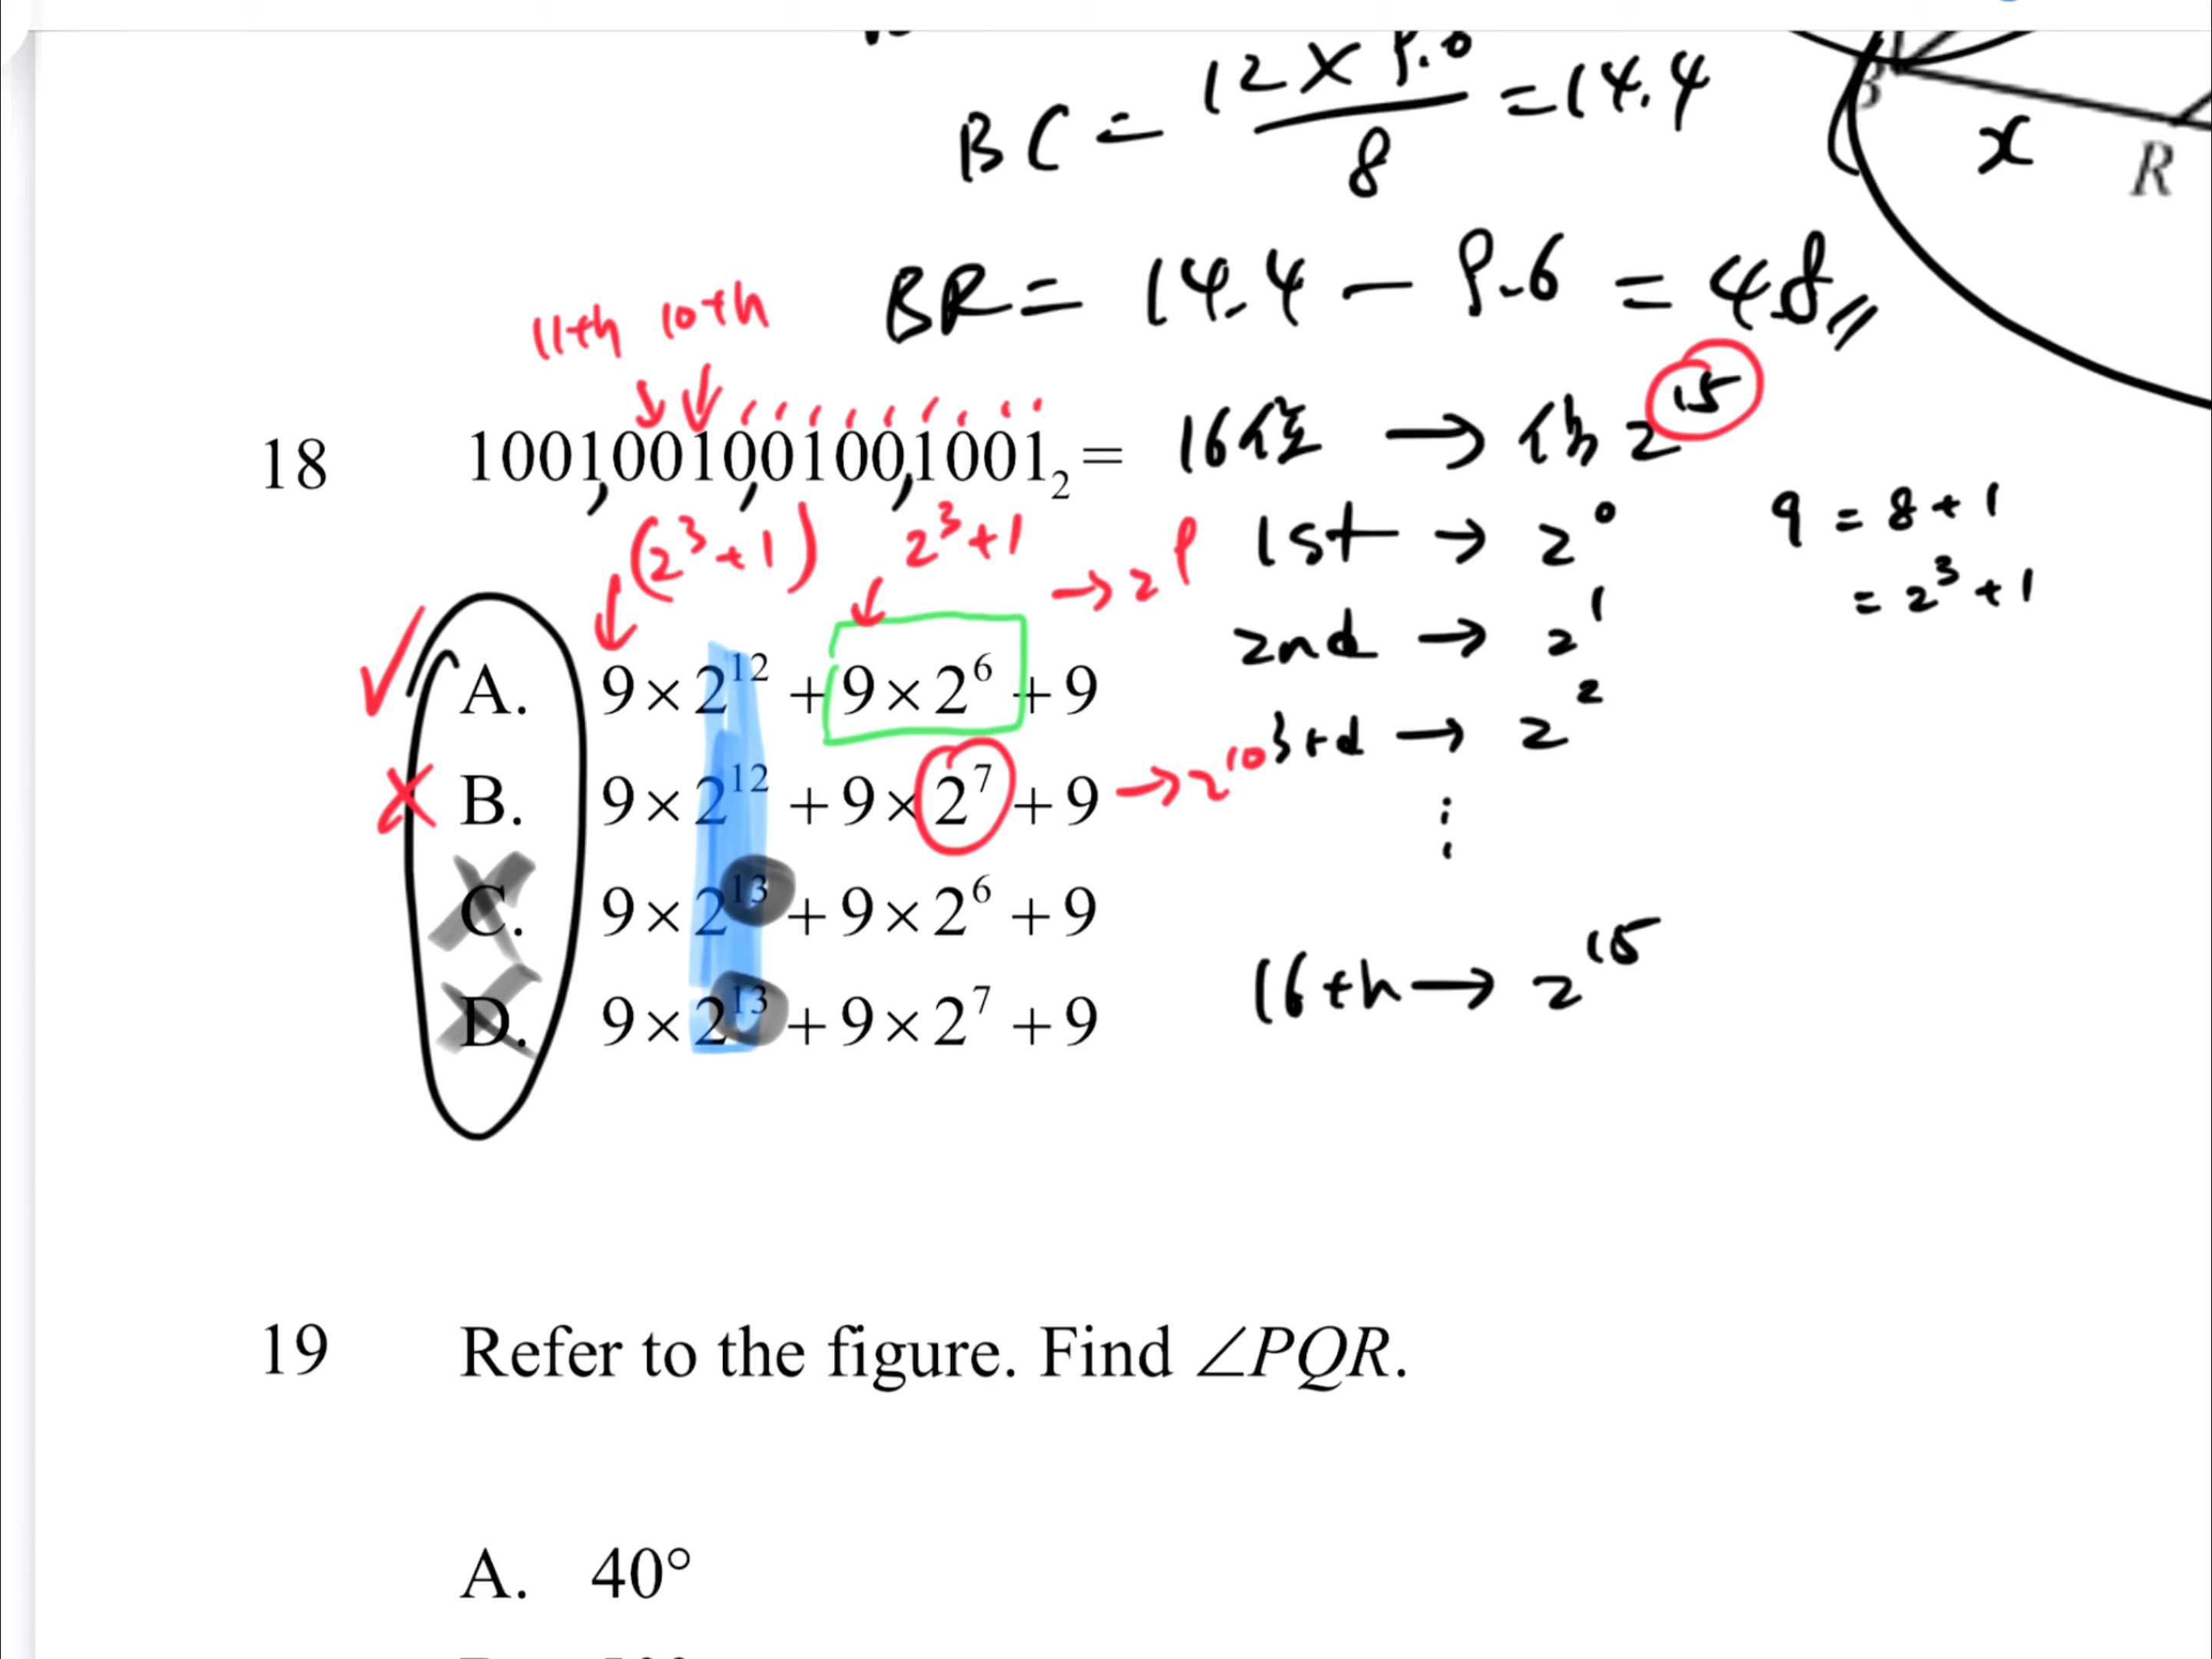 BC = 12 × 9.6 / 8 = 14.4
B
x
R
BR = 14.4 - 9.6 = 4.8
11th 10th
18 1001001001001001₂ = 16位 → 係 2^15
(2³+1) 2³+1 → 2^9 1st → 2^0 9 = 8 + 1
= 2³ + 1
2nd → 2^1
A. 9×2^12 + 9×2^6 + 9
3rd → 2^2
B. 9×2^12 + 9×2^7 + 9 → 2^10
C. 9×2^13 + 9×2^6 + 9
D. 9×2^13 + 9×2^7 + 9
16th → 2^15
19 Refer to the figure. Find ∠PQR.
A. 40°